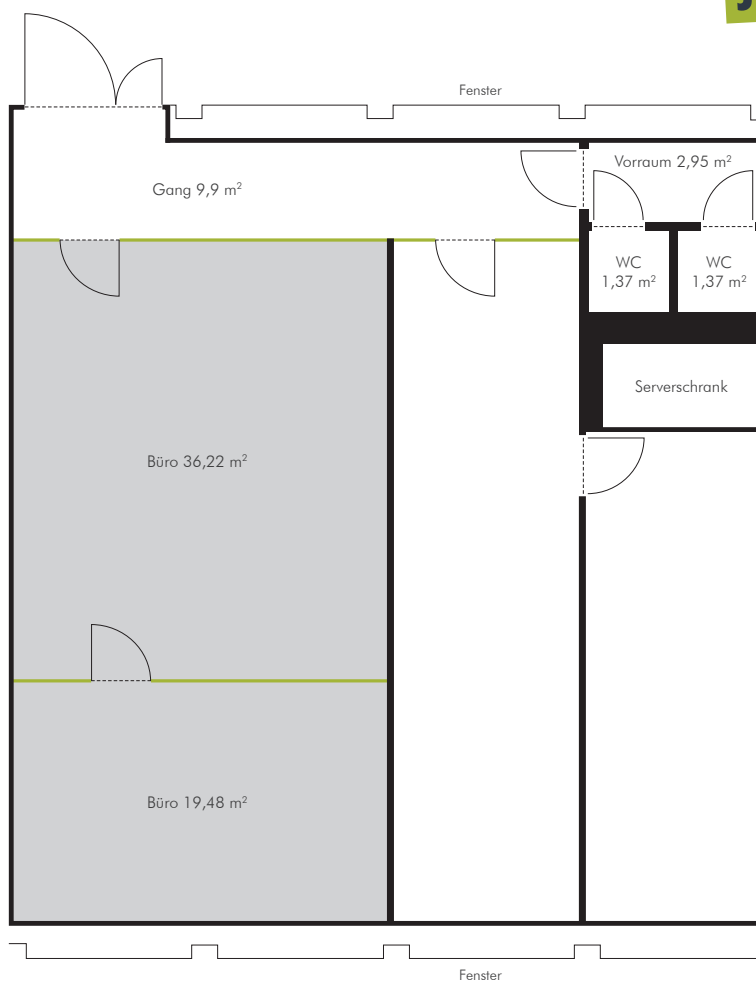 Fenster
Vorraum 2,95 m²
Gang 9,9 m²
WC
1,37 m²
WC
1,37 m²
Serverschrank
Büro 36,22 m²
Büro 19,48 m²
Fenster